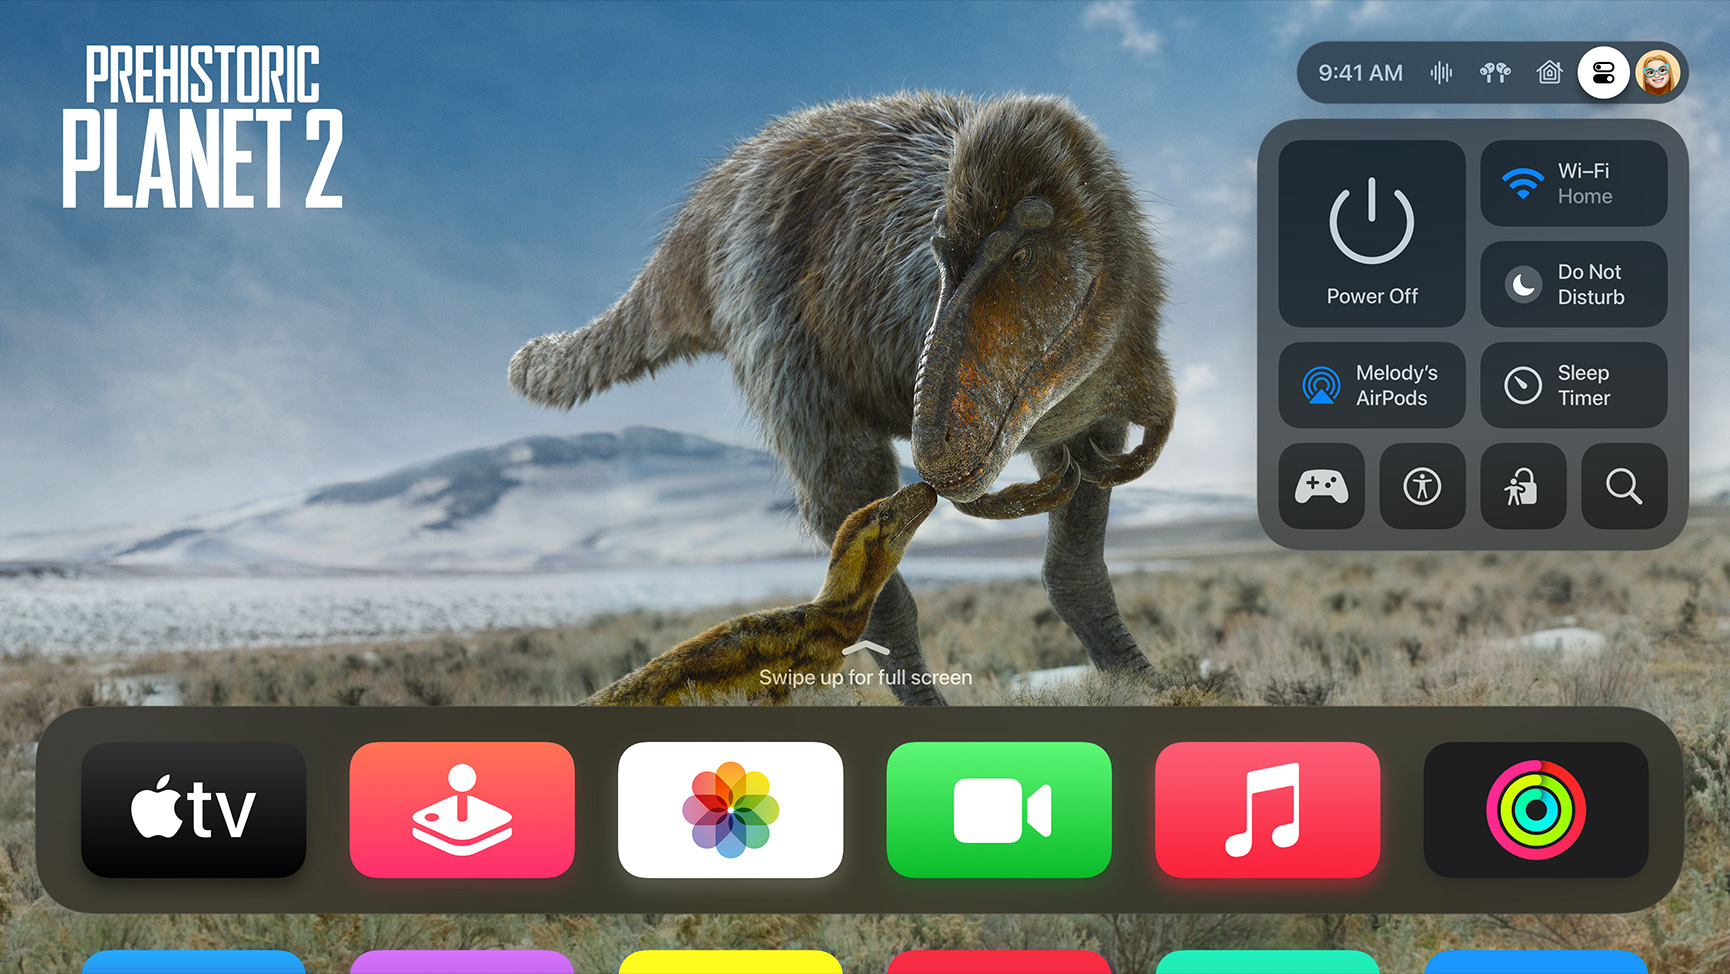 PREHISTORIC
PLANET 2
9:41 AM
Power Off
Wi–Fi
Home
Do Not
Disturb
Melody’s
AirPods
Sleep
Timer
Swipe up for full screen
tv